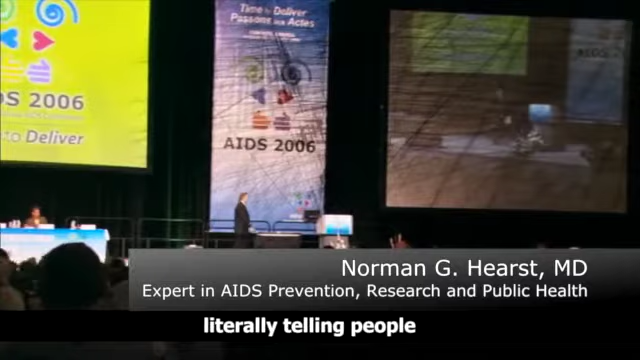 DS 2006
to Deliver
Time to Deliver
Passons aux Actes
AIDS 2006
Norman G. Hearst, MD
Expert in AIDS Prevention, Research and Public Health
literally telling people